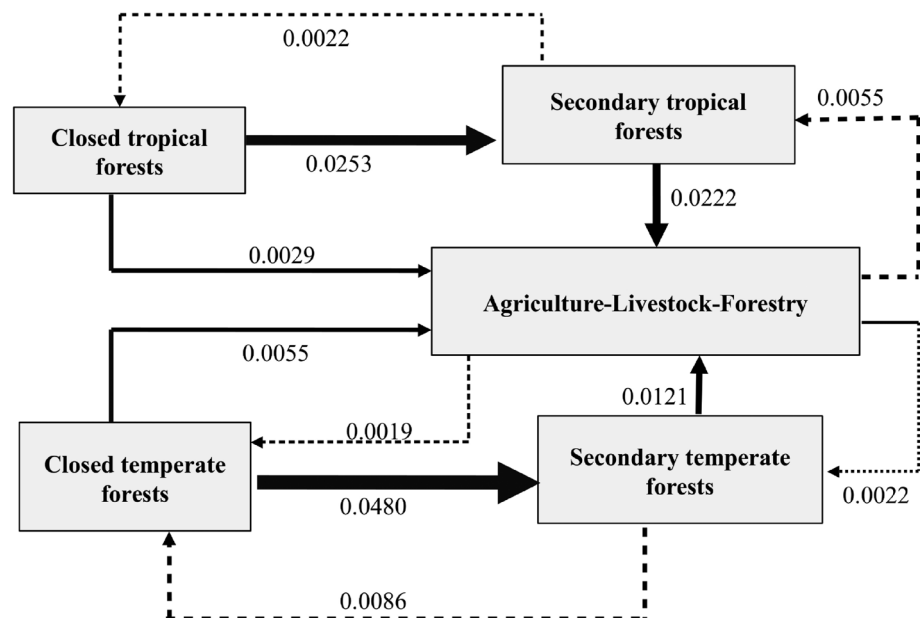 0.0022
Closed tropical
forests
0.0253
Secondary tropical
forests
0.0055
0.0222
0.0029
Agriculture-Livestock-Forestry
0.0055
0.0121
0.0019
Closed temperate
forests
0.0480
Secondary temperate
forests
0.0022
0.0086